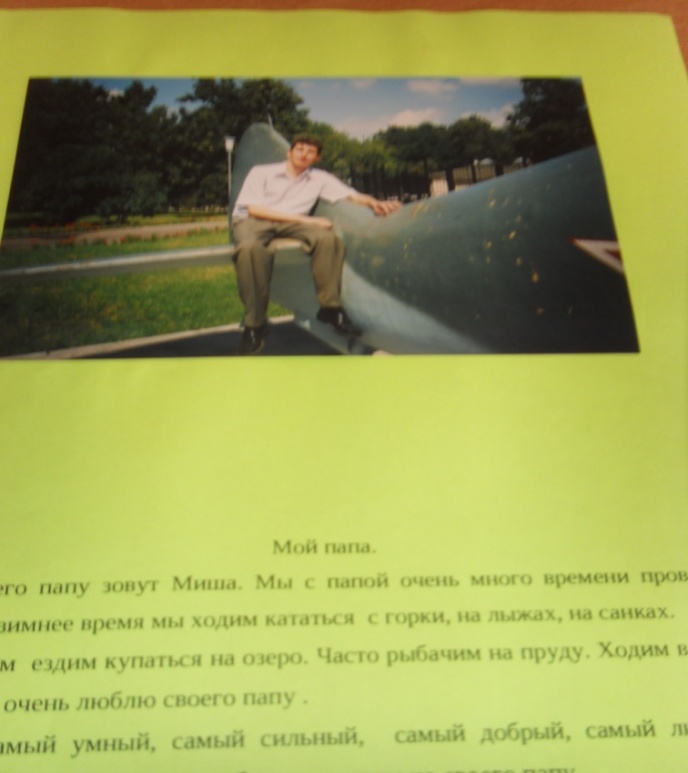 Мой папа.
его папу зовут Миша. Мы с папой очень много времени пров
зимнее время мы ходим кататься с горки, на лыжах, на санках.
м ездим купаться на озеро. Часто рыбачим на пруду. Ходим в
очень люблю своего папу .
амый умный, самый сильный, самый добрый, самый
своего папу